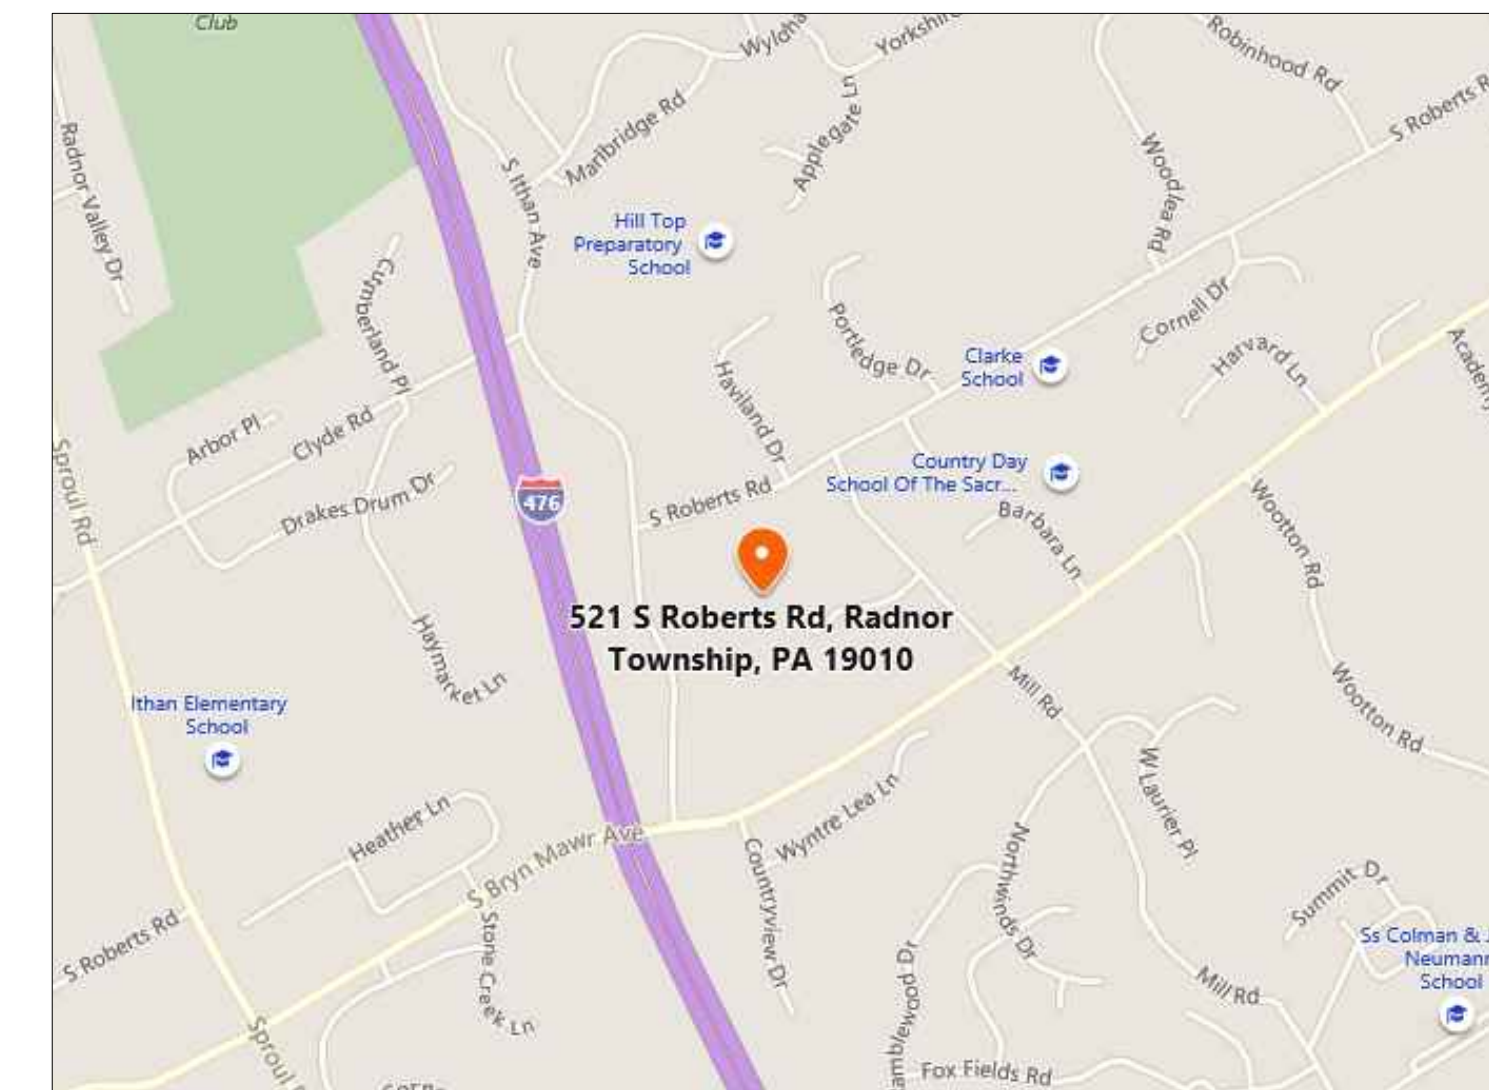 Club
Wyldh
Yorkshir
Robinhood Rd
S Roberts R
Radnor Valley Dr
S Ithan Ave
Marlbridge Rd
Applegate Ln
Woodlea Rd
Hill Top
Preparatory
School
Cumberland Pl
Portledge Dr
Cornell Dr
Harvard Ln
Academy
Clarke
School
Haviland Dr
Arbor Pl
Clyde Rd
Sproul Rd
Drakes Drum Dr
476
S Roberts Rd
Country Day
School Of The Sacr...
Barbara Ln
Wootton Rd
521 S Roberts Rd, Radnor
Township, PA 19010
Haymarket Ln
Mill Rd
Wootton Rd
Ithan Elementary
School
W Laurier Pl
Heather Ln
S Bryn Mawr Ave
Wyntre Lea Ln
Countryview Dr
Northwinds Dr
Summit Dr
S Roberts Rd
Stone Creek Ln
Ss Colman &
Neumann
School
Mill Rd
amblewood Dr
Sproul
Fox Fields Rd